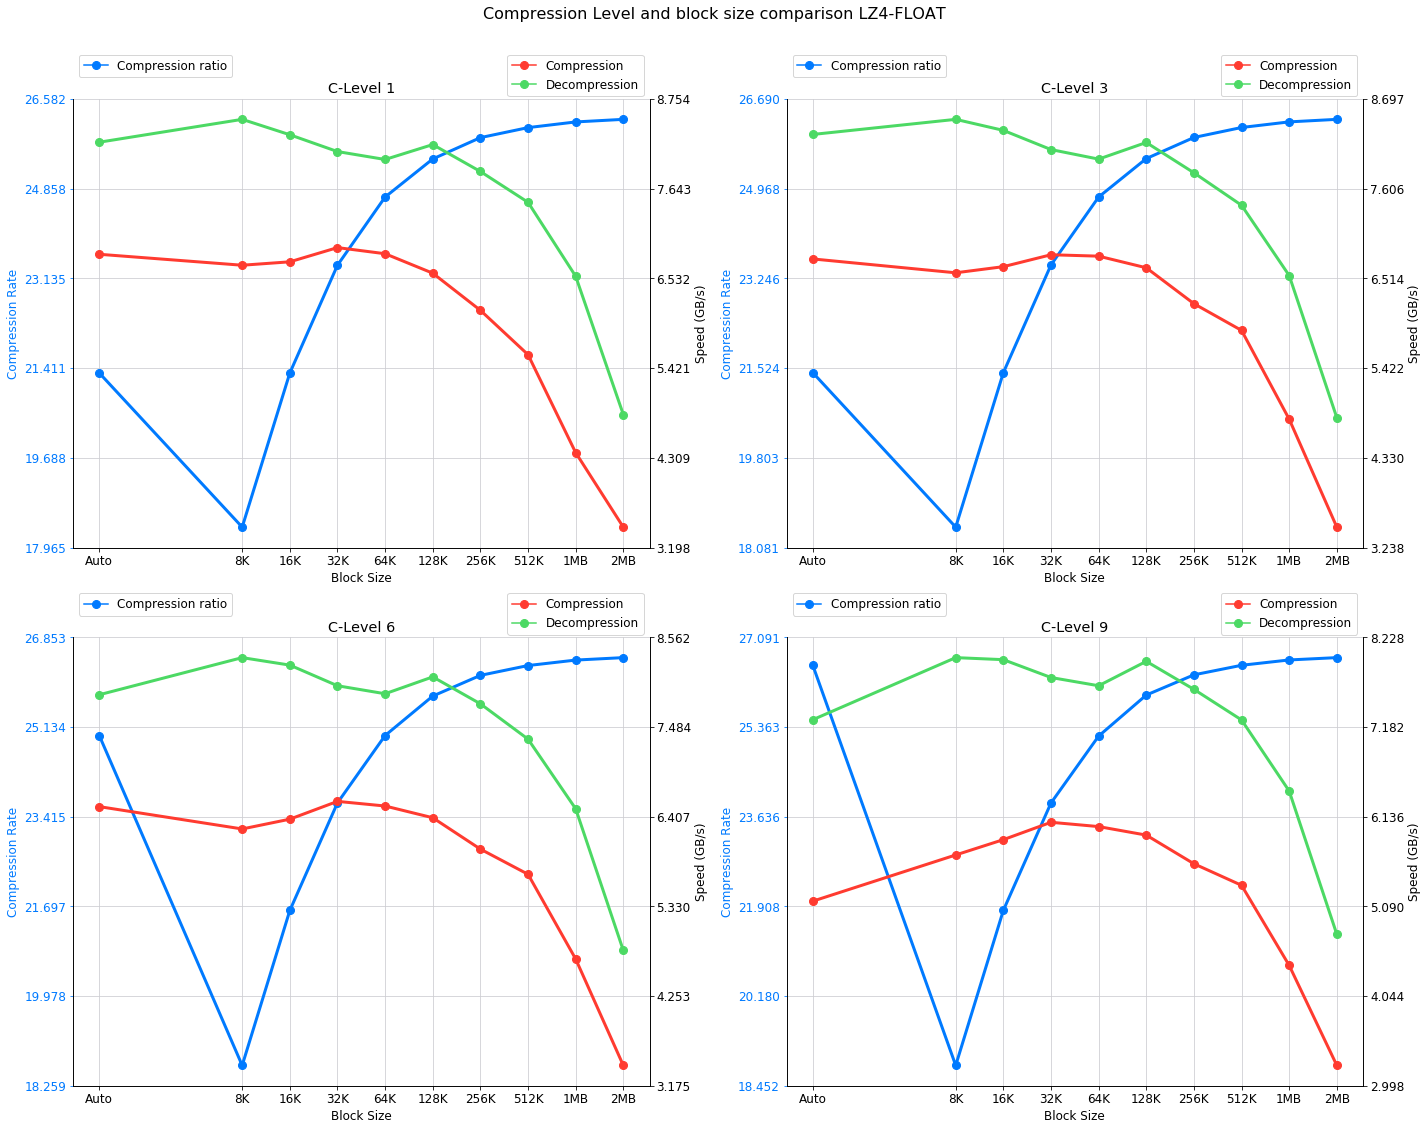 Compression Level and block size comparison LZ4-FLOAT
Compression ratio
Compression
Decompression
C-Level 1
26.582
24.858
23.135
21.411
19.688
17.965
Compression Rate
8.754
7.643
6.532
5.421
4.309
3.198
Speed (GB/s)
Auto 8K 16K 32K 64K 128K 256K 512K 1MB 2MB
Block Size
Compression ratio
Compression
Decompression
C-Level 3
26.690
24.968
23.246
21.524
19.803
18.081
Compression Rate
8.697
7.606
6.514
5.422
4.330
3.238
Speed (GB/s)
Auto 8K 16K 32K 64K 128K 256K 512K 1MB 2MB
Block Size
Compression ratio
Compression
Decompression
C-Level 6
26.853
25.134
23.415
21.697
19.978
18.259
Compression Rate
8.562
7.484
6.407
5.330
4.253
3.175
Speed (GB/s)
Auto 8K 16K 32K 64K 128K 256K 512K 1MB 2MB
Block Size
Compression ratio
Compression
Decompression
C-Level 9
27.091
25.363
23.636
21.908
20.180
18.452
Compression Rate
8.228
7.182
6.136
5.090
4.044
2.998
Speed (GB/s)
Auto 8K 16K 32K 64K 128K 256K 512K 1MB 2MB
Block Size